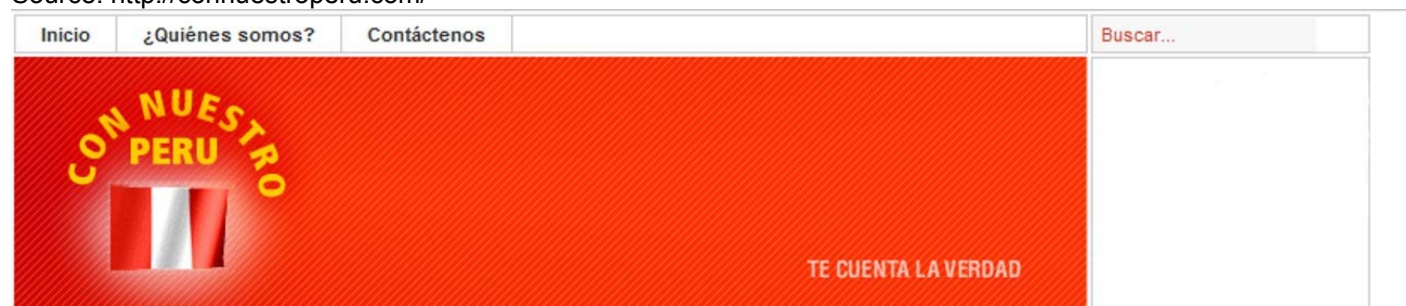 Source: http://connuestroperu.com/
Inicio ¿Quiénes somos? Contáctenos Buscar...
CON NUESTRO
PERU
TE CUENTA LA VERDAD